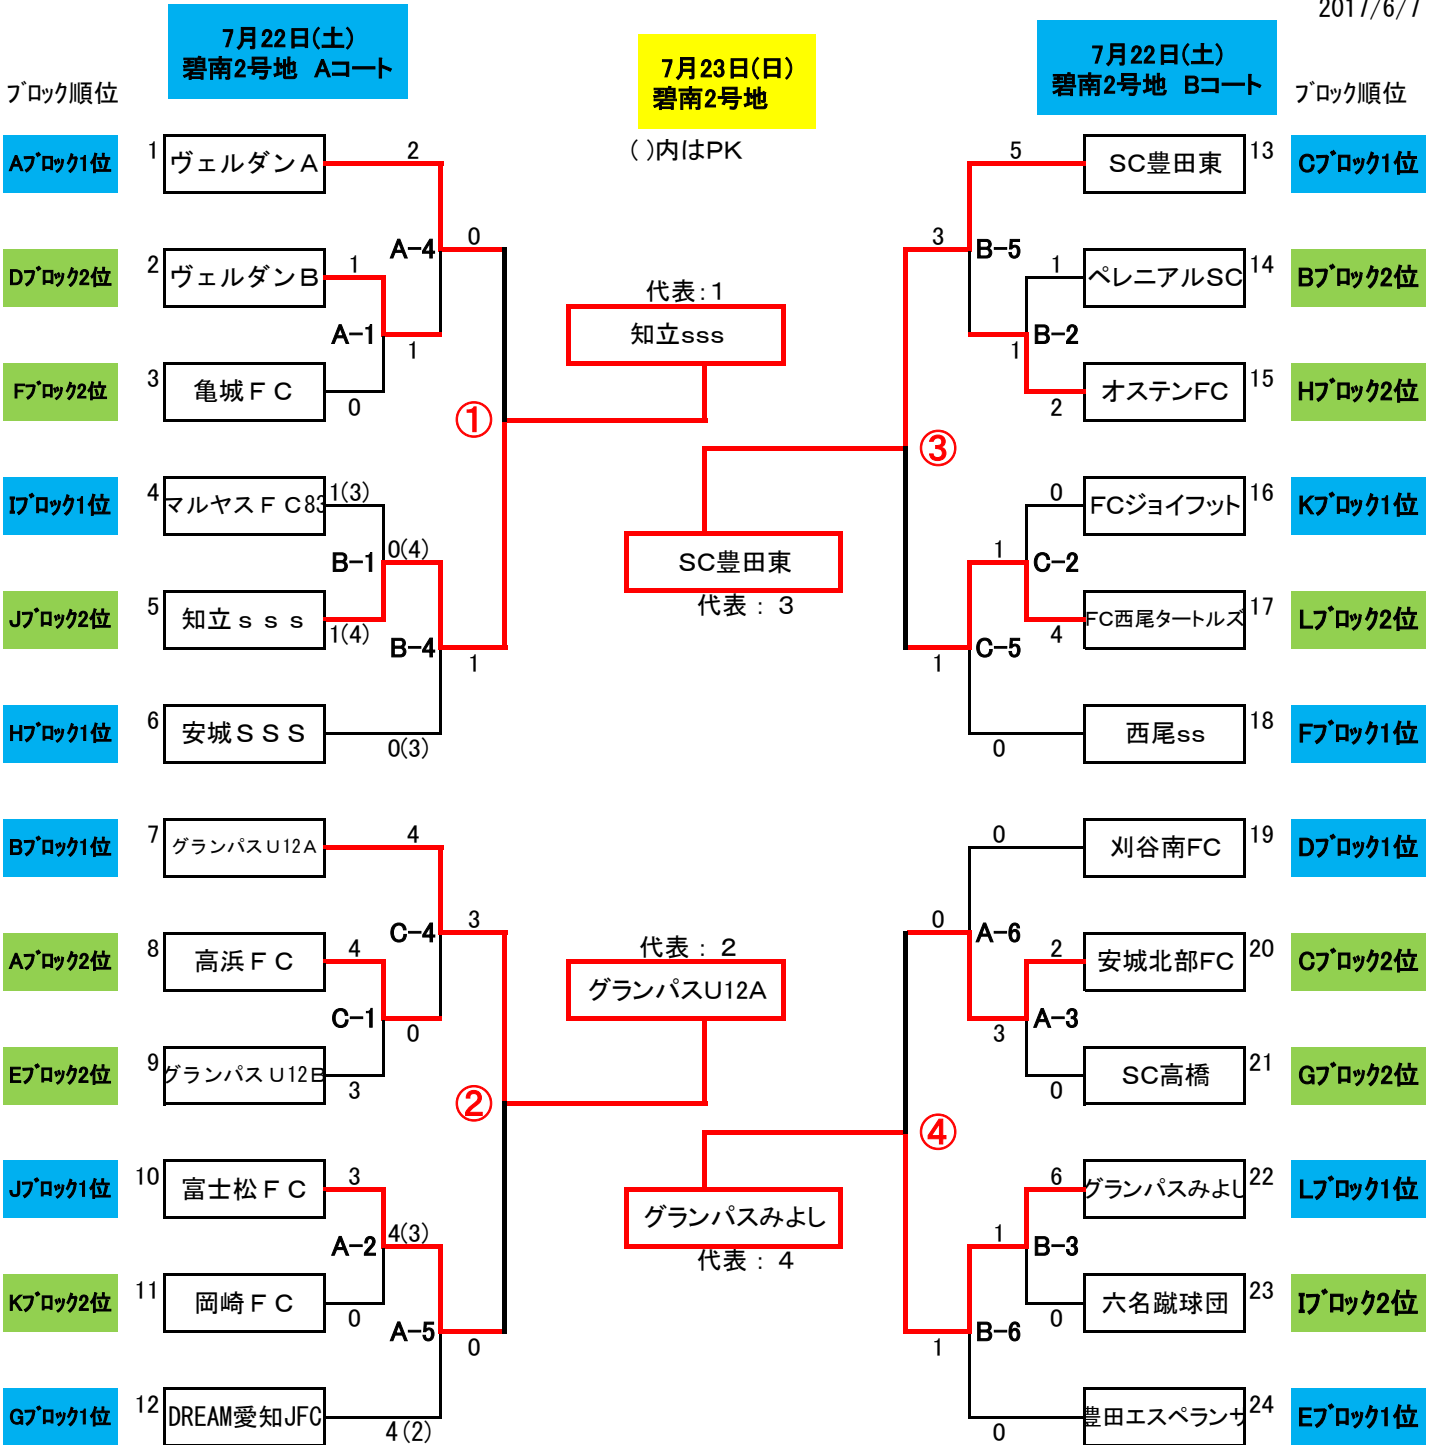 2017/6/7
7月22日(土)
碧南2号地 Aコート
7月23日(日)
碧南2号地
7月22日(土)
碧南2号地 Bコート
ブロック順位
ブロック順位
( )内はPK
Aブロック1位
1
ヴェルダンA
2
Dブロック2位
2
ヴェルダンB
1
A-4
0
A-1
1
Fブロック2位
3
亀城FC
0
①
代表:1
知立sss
Iブロック1位
4
マルヤスFC83
1(3)
B-1
0(4)
Jブロック2位
5
知立sss
1(4)
B-4
1
Hブロック1位
6
安城SSS
0(3)
Bブロック1位
7
グランパスU12A
4
C-4
3
Aブロック2位
8
高浜FC
4
C-1
0
Eブロック2位
9
グランパスU12B
3
②
代表:2
グランパスU12A
Jブロック1位
10
富士松FC
3
A-2
4(3)
Kブロック2位
11
岡崎FC
0
A-5
0
Gブロック1位
12
DREAM愛知JFC
4(2)
5
SC豊田東
13
Cブロック1位
3
B-5
1
ペレニアルSC
14
Bブロック2位
B-2
1
2
オステンFC
15
Hブロック2位
③
SC豊田東
代表:3
0
FCジョイフット
16
Kブロック1位
1
C-2
4
FC西尾タートルズ
17
Lブロック2位
C-5
1
0
西尾ss
18
Fブロック1位
0
刈谷南FC
19
Dブロック1位
0
A-6
2
安城北部FC
20
Cブロック2位
A-3
3
0
SC高橋
21
Gブロック2位
④
グランパスみよし
代表:4
6
グランパスみよし
22
Lブロック1位
1
B-3
0
六名蹴球団
23
Iブロック2位
B-6
1
0
豊田エスペランサ
24
Eブロック1位